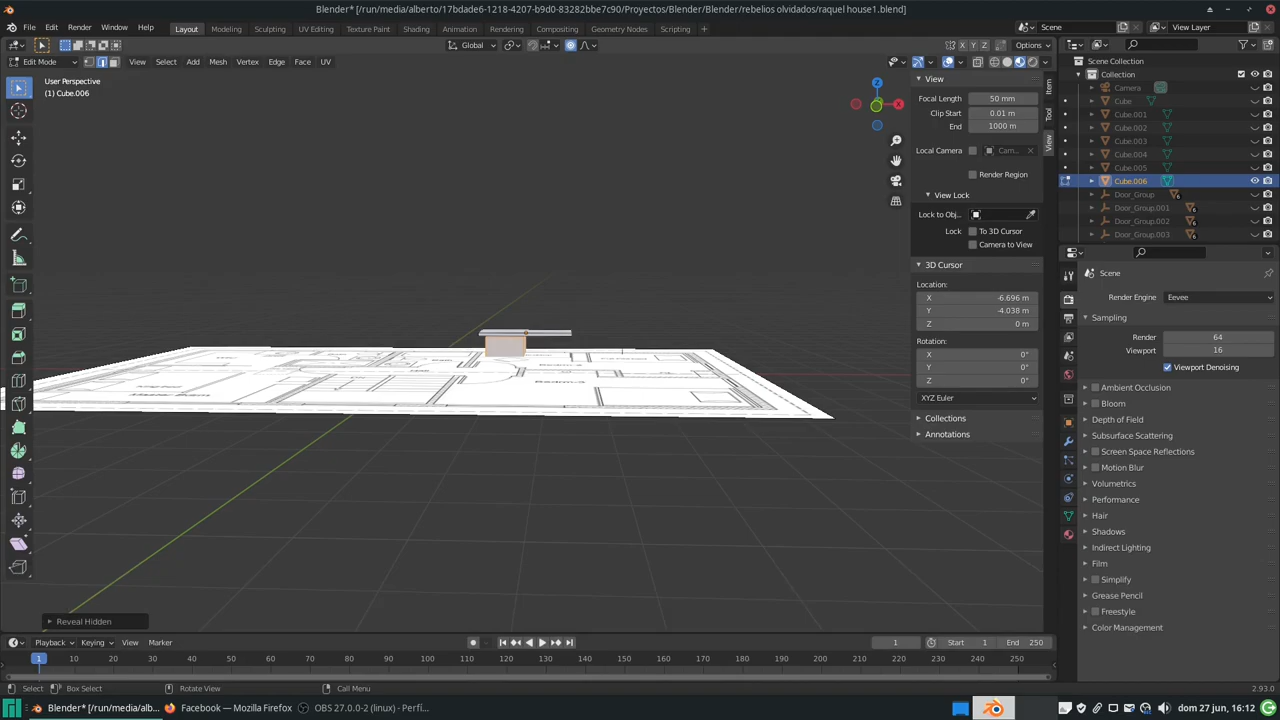 Blender* [/run/media/alberto/17bdade6-1218-4207-b9d0-83282bbe7c90/Proyectos/Blender/Blender/rebelios olvidados/raquel house1.blend]
File Edit Render Window Help Layout Modeling Sculpting UV Editing Texture Paint Shading Animation Rendering Compositing Geometry Nodes Scripting + Scene View Layer
Global X Y Z Options
Edit Mode View Select Add Mesh Vertex Edge Face UV
User Perspective
(1) Cube.006
Z
X
View
Focal Length 50 mm
Clip Start 0.01 m
End 1000 m
Local Camera Cam...
Render Region
View Lock
Lock to Obj...
Lock: To 3D Cursor
Camera to View
3D Cursor
Location:
X -6.696 m
Y -4.038 m
Z 0 m
Rotation:
X 0°
Y 0°
Z 0°
XYZ Euler
Collections
Annotations
Item
Tool
View
Scene Collection
Collection
Camera
Cube
Cube.001
Cube.002
Cube.003
Cube.004
Cube.005
Cube.006
Door_Group 6
Door_Group.001 6
Door_Group.002 6
Door_Group.003 6
Scene
Render Engine Eevee
Sampling
Render 64
Viewport 16
Viewport Denoising
Ambient Occlusion
Bloom
Depth of Field
Subsurface Scattering
Screen Space Reflections
Motion Blur
Volumetrics
Performance
Hair
Shadows
Indirect Lighting
Film
Simplify
Grease Pencil
Freestyle
Color Management
Reveal Hidden
Playback Keying View Marker 1 Start 1 End 250
1 10 20 30 40 50 60 70 80 90 100 110 120 130 140 150 160 170 180 190 200 210 220 230 240 250
Select Box Select Rotate View Call Menu 2.93.0
Blender* [/run/media/alb... Facebook — Mozilla Firefox OBS 27.0.0-2 (linux) - Perfi... dom 27 jun, 16:12